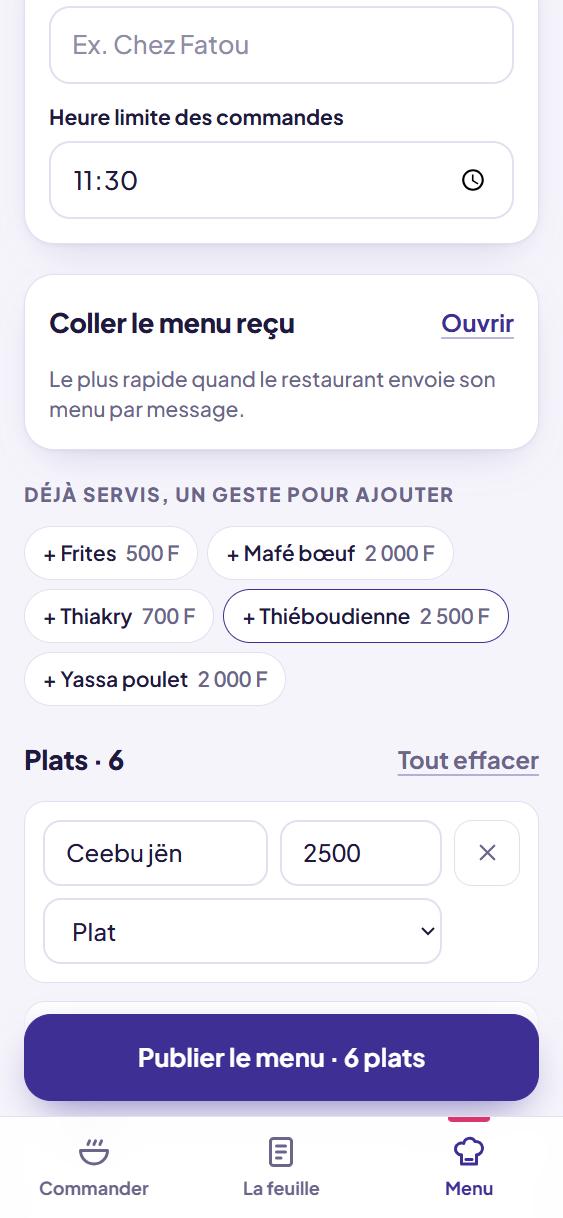 Ex. Chez Fatou
Heure limite des commandes
11:30
Coller le menu reçu
Ouvrir
Le plus rapide quand le restaurant envoie son
menu par message.
DÉJÀ SERVIS, UN GESTE POUR AJOUTER
+ Frites 500 F
+ Mafé bœuf 2 000 F
+ Thiakry 700 F
+ Thiéboudienne 2 500 F
+ Yassa poulet 2 000 F
Plats · 6
Tout effacer
Ceebu jën
2500
Plat
Publier le menu · 6 plats
Commander
La feuille
Menu